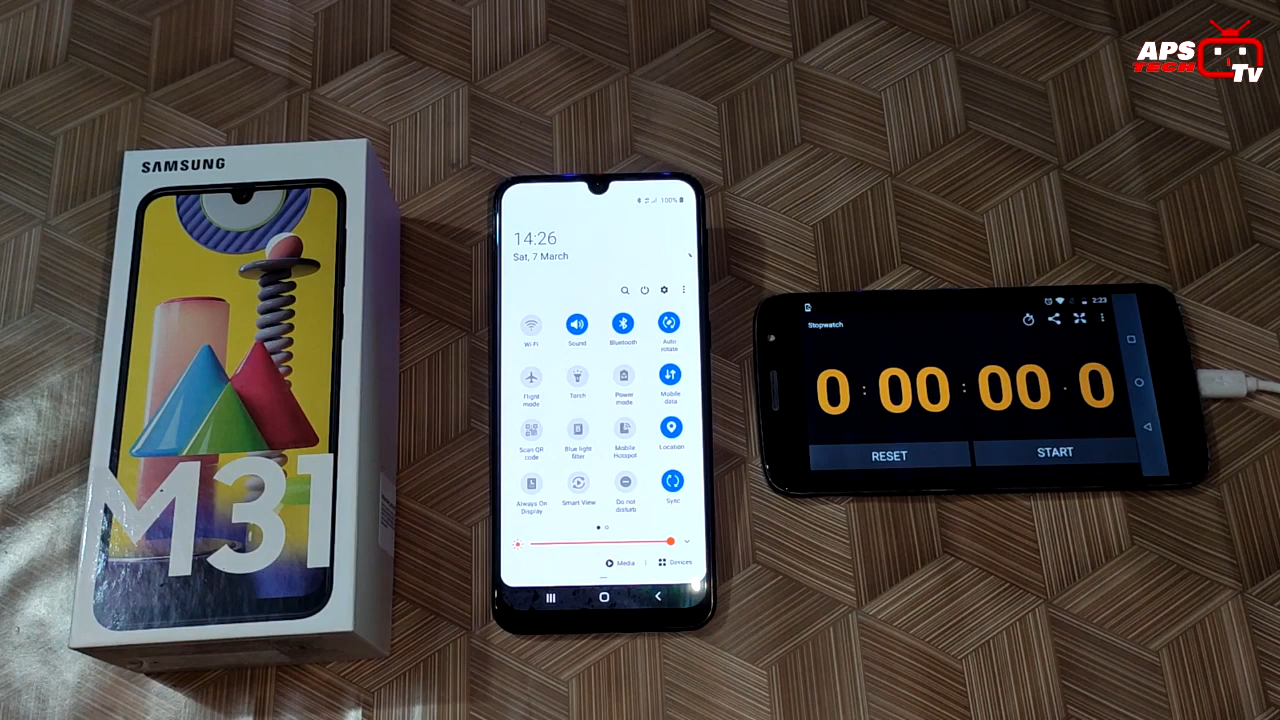 APS
TECH
Tv
SAMSUNG
M31
100%
14:26
Sat, 7 March
Wi Fi
Sound
Bluetooth
Auto
rotate
Flight
mode
Torch
Power
mode
Mobile
data
Scan QR
code
Blue light
filter
Mobile
Hotspot
Location
Always On
Display
Smart View
Do not
disturb
Sync
Media
Devices
2:23
Stopwatch
0 : 00 : 00 . 0
RESET
START